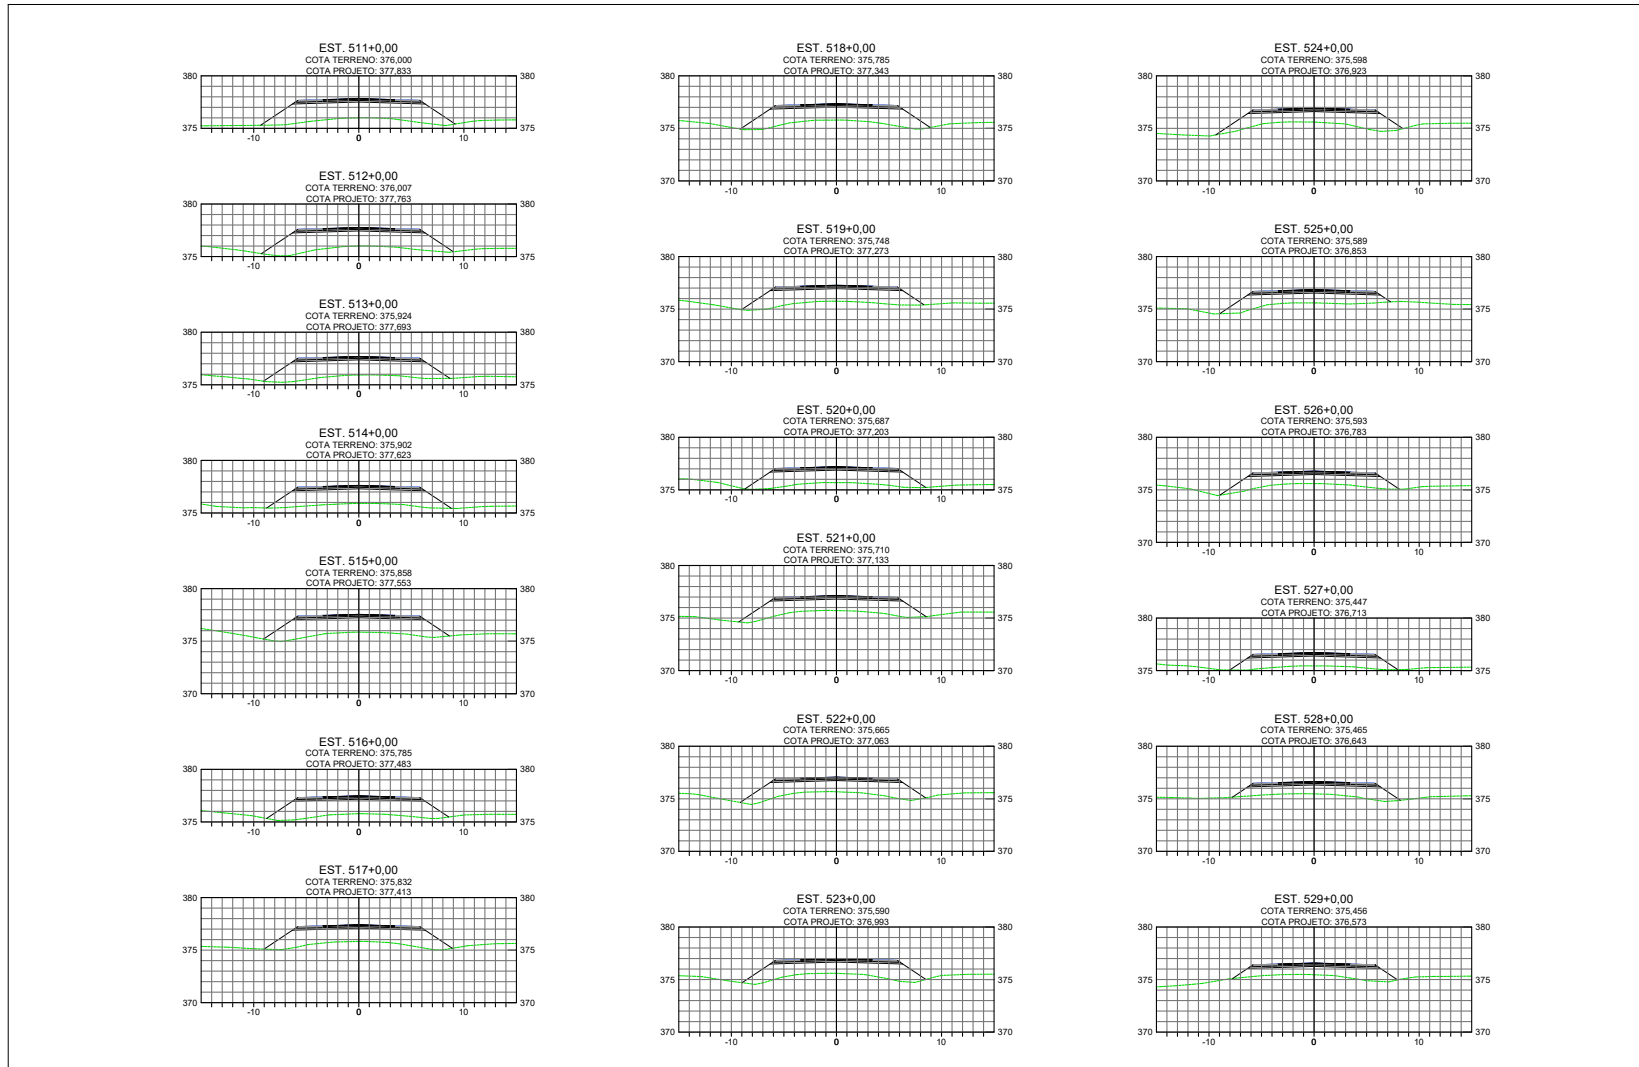 EST. 511+0,00
COTA TERRENO: 376,000
COTA PROJETO: 377,833
380 380
375 375
-10 0 10
EST. 512+0,00
COTA TERRENO: 376,007
COTA PROJETO: 377,763
380 380
375 375
-10 0 10
EST. 513+0,00
COTA TERRENO: 375,924
COTA PROJETO: 377,693
380 380
375 375
-10 0 10
EST. 514+0,00
COTA TERRENO: 375,902
COTA PROJETO: 377,623
380 380
375 375
-10 0 10
EST. 515+0,00
COTA TERRENO: 375,858
COTA PROJETO: 377,553
380 380
375 375
370 370
-10 0 10
EST. 516+0,00
COTA TERRENO: 375,785
COTA PROJETO: 377,483
380 380
375 375
-10 0 10
EST. 517+0,00
COTA TERRENO: 375,832
COTA PROJETO: 377,413
380 380
375 375
370 370
-10 0 10
EST. 518+0,00
COTA TERRENO: 375,785
COTA PROJETO: 377,343
380 380
375 375
370 370
-10 0 10
EST. 519+0,00
COTA TERRENO: 375,748
COTA PROJETO: 377,273
380 380
375 375
370 370
-10 0 10
EST. 520+0,00
COTA TERRENO: 375,687
COTA PROJETO: 377,203
380 380
375 375
-10 0 10
EST. 521+0,00
COTA TERRENO: 375,710
COTA PROJETO: 377,133
380 380
375 375
370 370
-10 0 10
EST. 522+0,00
COTA TERRENO: 375,665
COTA PROJETO: 377,063
380 380
375 375
370 370
-10 0 10
EST. 523+0,00
COTA TERRENO: 375,590
COTA PROJETO: 376,993
380 380
375 375
370 370
-10 0 10
EST. 524+0,00
COTA TERRENO: 375,598
COTA PROJETO: 376,923
380 380
375 375
370 370
-10 0 10
EST. 525+0,00
COTA TERRENO: 375,589
COTA PROJETO: 376,853
380 380
375 375
370 370
-10 0 10
EST. 526+0,00
COTA TERRENO: 375,593
COTA PROJETO: 376,783
380 380
375 375
370 370
-10 0 10
EST. 527+0,00
COTA TERRENO: 375,447
COTA PROJETO: 376,713
380 380
375 375
-10 0 10
EST. 528+0,00
COTA TERRENO: 375,465
COTA PROJETO: 376,643
380 380
375 375
370 370
-10 0 10
EST. 529+0,00
COTA TERRENO: 375,456
COTA PROJETO: 376,573
380 380
375 375
370 370
-10 0 10